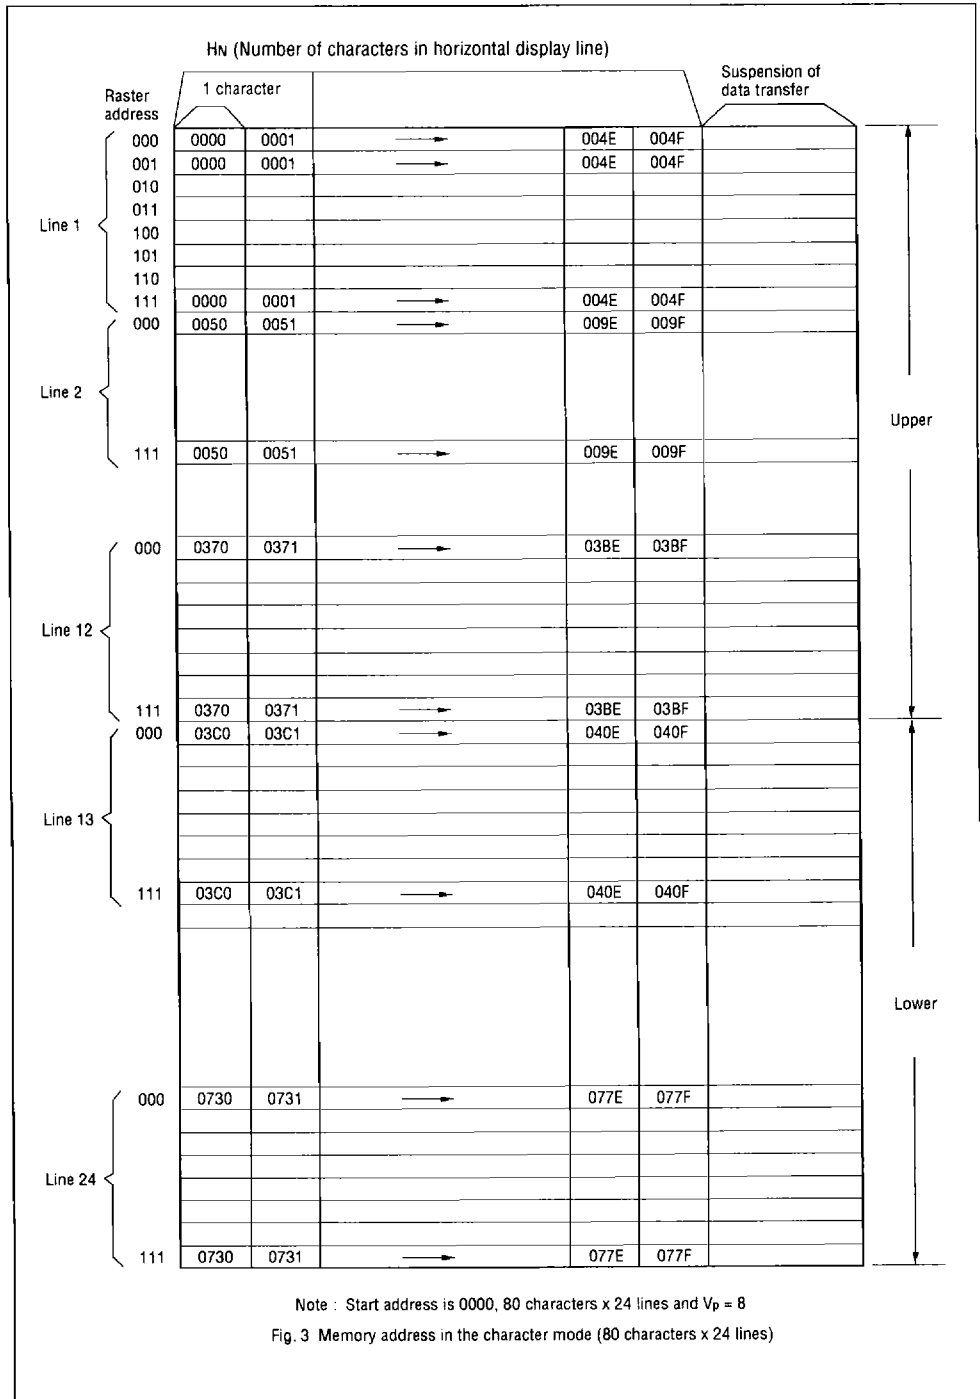 HN (Number of characters in horizontal display line)
Suspension of
data transfer
1 character
Raster
address
000 0000 0001 004E 004F
001 0000 0001 004E 004F
010
011
Line 1
100
101
110
111 0000 0001 004E 004F
000 0050 0051 009E 009F
Line 2
Upper
111 0050 0051 009E 009F
000 0370 0371 03BE 03BF
Line 12
111 0370 0371 03BE 03BF
000 03C0 03C1 040E 040F
Line 13
111 03C0 03C1 040E 040F
Lower
000 0730 0731 077E 077F
Line 24
111 0730 0731 077E 077F
Note : Start address is 0000, 80 characters x 24 lines and Vp = 8
Fig. 3 Memory address in the character mode (80 characters x 24 lines)